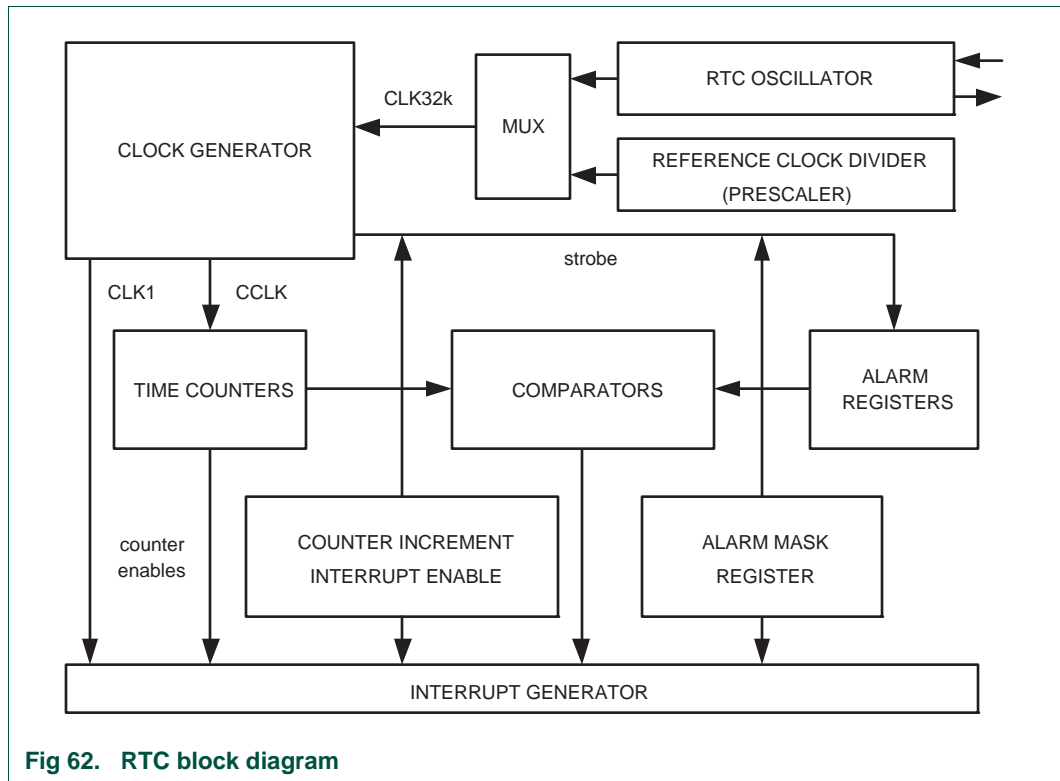 RTC OSCILLATOR
CLK32k
MUX
CLOCK GENERATOR
REFERENCE CLOCK DIVIDER
(PRESCALER)
strobe
CLK1
CCLK
TIME COUNTERS
COMPARATORS
ALARM
REGISTERS
counter
enables
COUNTER INCREMENT
INTERRUPT ENABLE
ALARM MASK
REGISTER
INTERRUPT GENERATOR
Fig 62. RTC block diagram